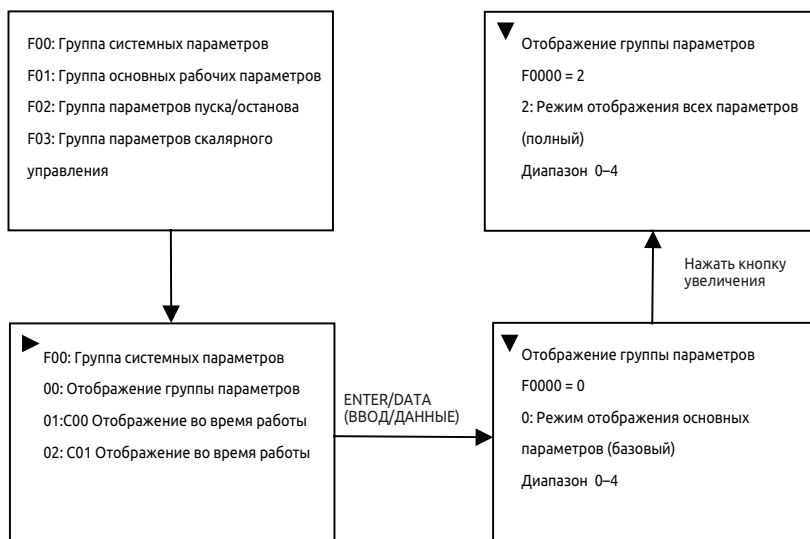 F00: Группа системных параметров
F01: Группа основных рабочих параметров
F02: Группа параметров пуска/останова
F03: Группа параметров скалярного
управления
F00: Группа системных параметров
00: Отображение группы параметров
01:C00 Отображение во время работы
02: C01 Отображение во время работы
ENTER/DATA
(ВВОД/ДАННЫЕ)
Отображение группы параметров
F0000 = 0
0: Режим отображения основных
параметров (базовый)
Диапазон 0–4
Нажать кнопку
увеличения
Отображение группы параметров
F0000 = 2
2: Режим отображения всех параметров
(полный)
Диапазон 0–4